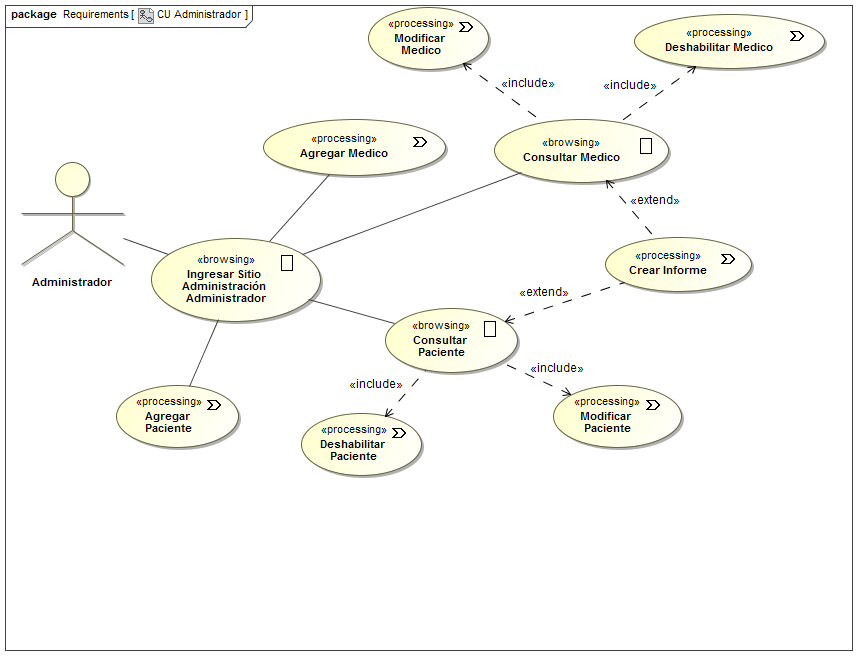 package Requirements [ CU Administrador ]
«processing»
Modificar
Medico
«processing»
Deshabilitar Medico
«include»
«include»
«processing»
Agregar Medico
«browsing»
Consultar Medico
«extend»
Administrador
«browsing»
Ingresar Sitio
Administración
Administrador
«processing»
Crear Informe
«extend»
«browsing»
Consultar
Paciente
«include»
«include»
«processing»
Agregar
Paciente
«processing»
Deshabilitar
Paciente
«processing»
Modificar
Paciente